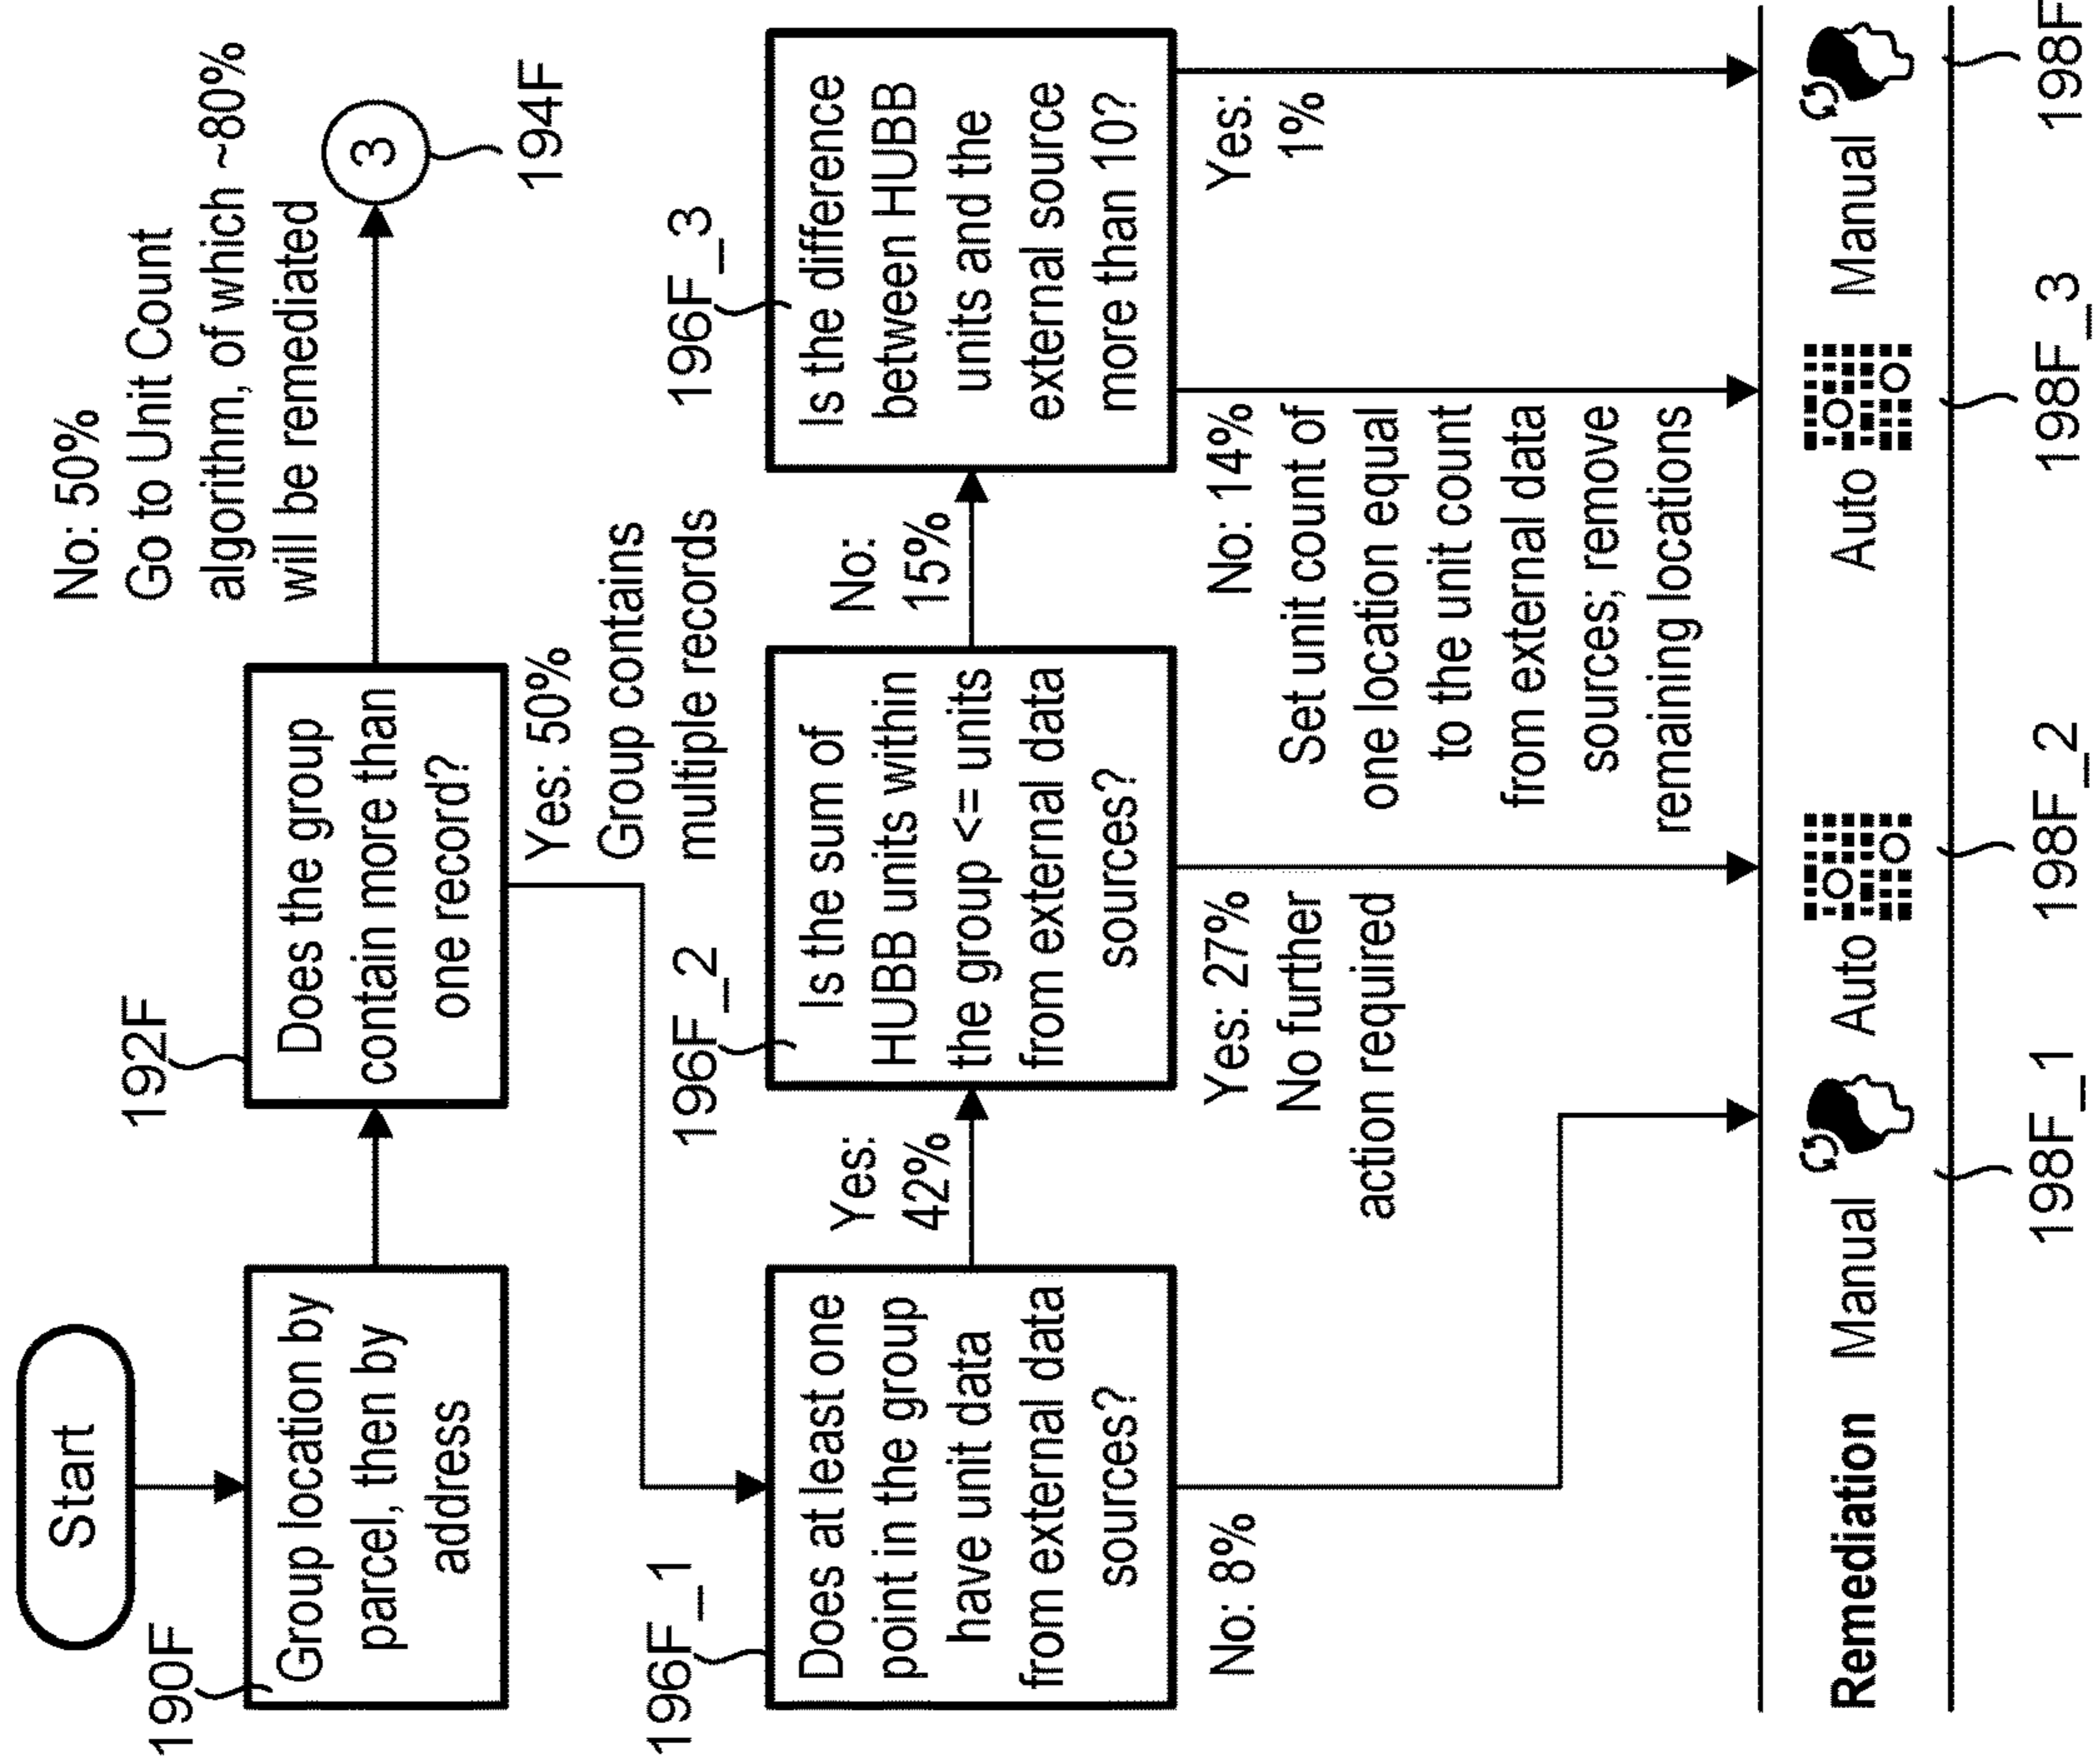 Start
190F
Group location by
parcel, then by
address
192F
Does the group
contain more than
one record?
No: 50%
Go to Unit Count
algorithm, of which ~80%
will be remediated
3
194F
Yes: 50%
Group contains
multiple records
196F_1
Does at least one
point in the group
have unit data
from external data
sources?
Yes:
42%
196F_2
Is the sum of
HUBB units within
the group <= units
from external data
sources?
No:
15%
196F_3
Is the difference
between HUBB
units and the
external source
more than 10?
No: 8%
Yes: 27%
No further
action required
No: 14%
Set unit count of
one location equal
to the unit count
from external data
sources; remove
remaining locations
Yes:
1%
Remediation
Manual
Auto
Auto
Manual
198F_1
198F_2
198F_3
198F